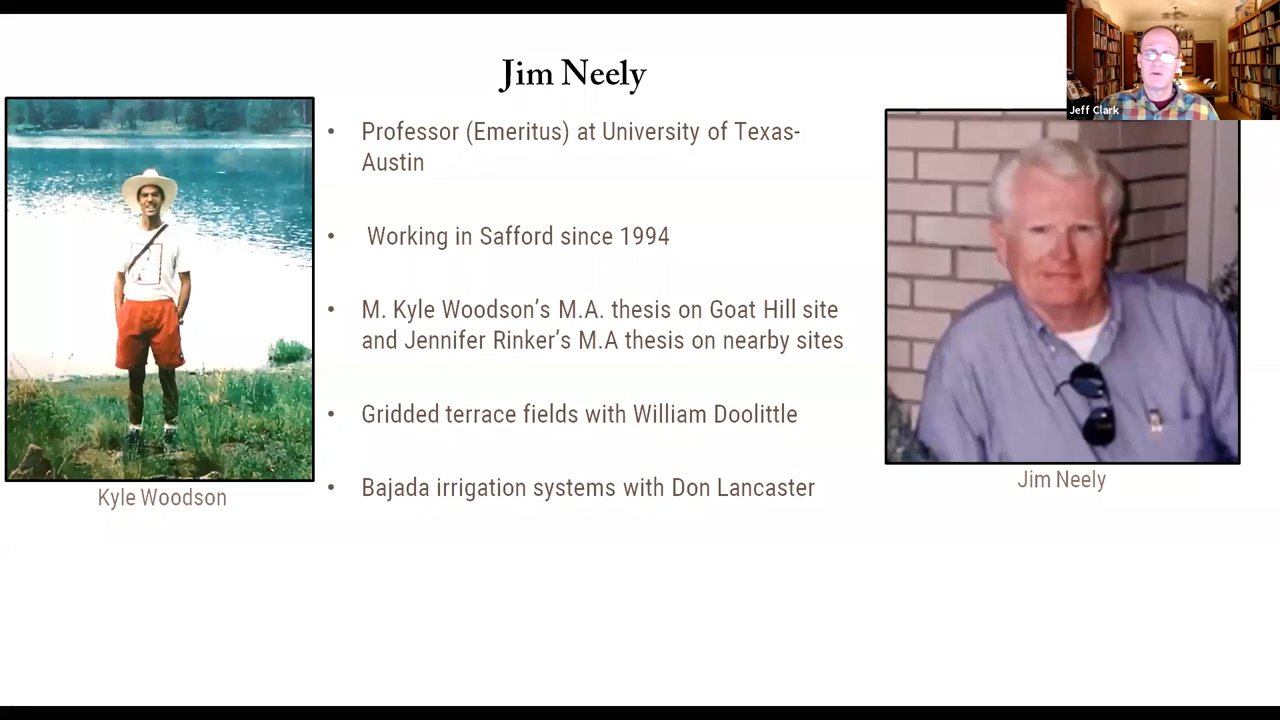 Jim Neely
Jeff Clark
• Professor (Emeritus) at University of Texas-
Austin
• Working in Safford since 1994
• M. Kyle Woodson’s M.A. thesis on Goat Hill site
and Jennifer Rinker’s M.A thesis on nearby sites
• Gridded terrace fields with William Doolittle
• Bajada irrigation systems with Don Lancaster
Kyle Woodson
Jim Neely